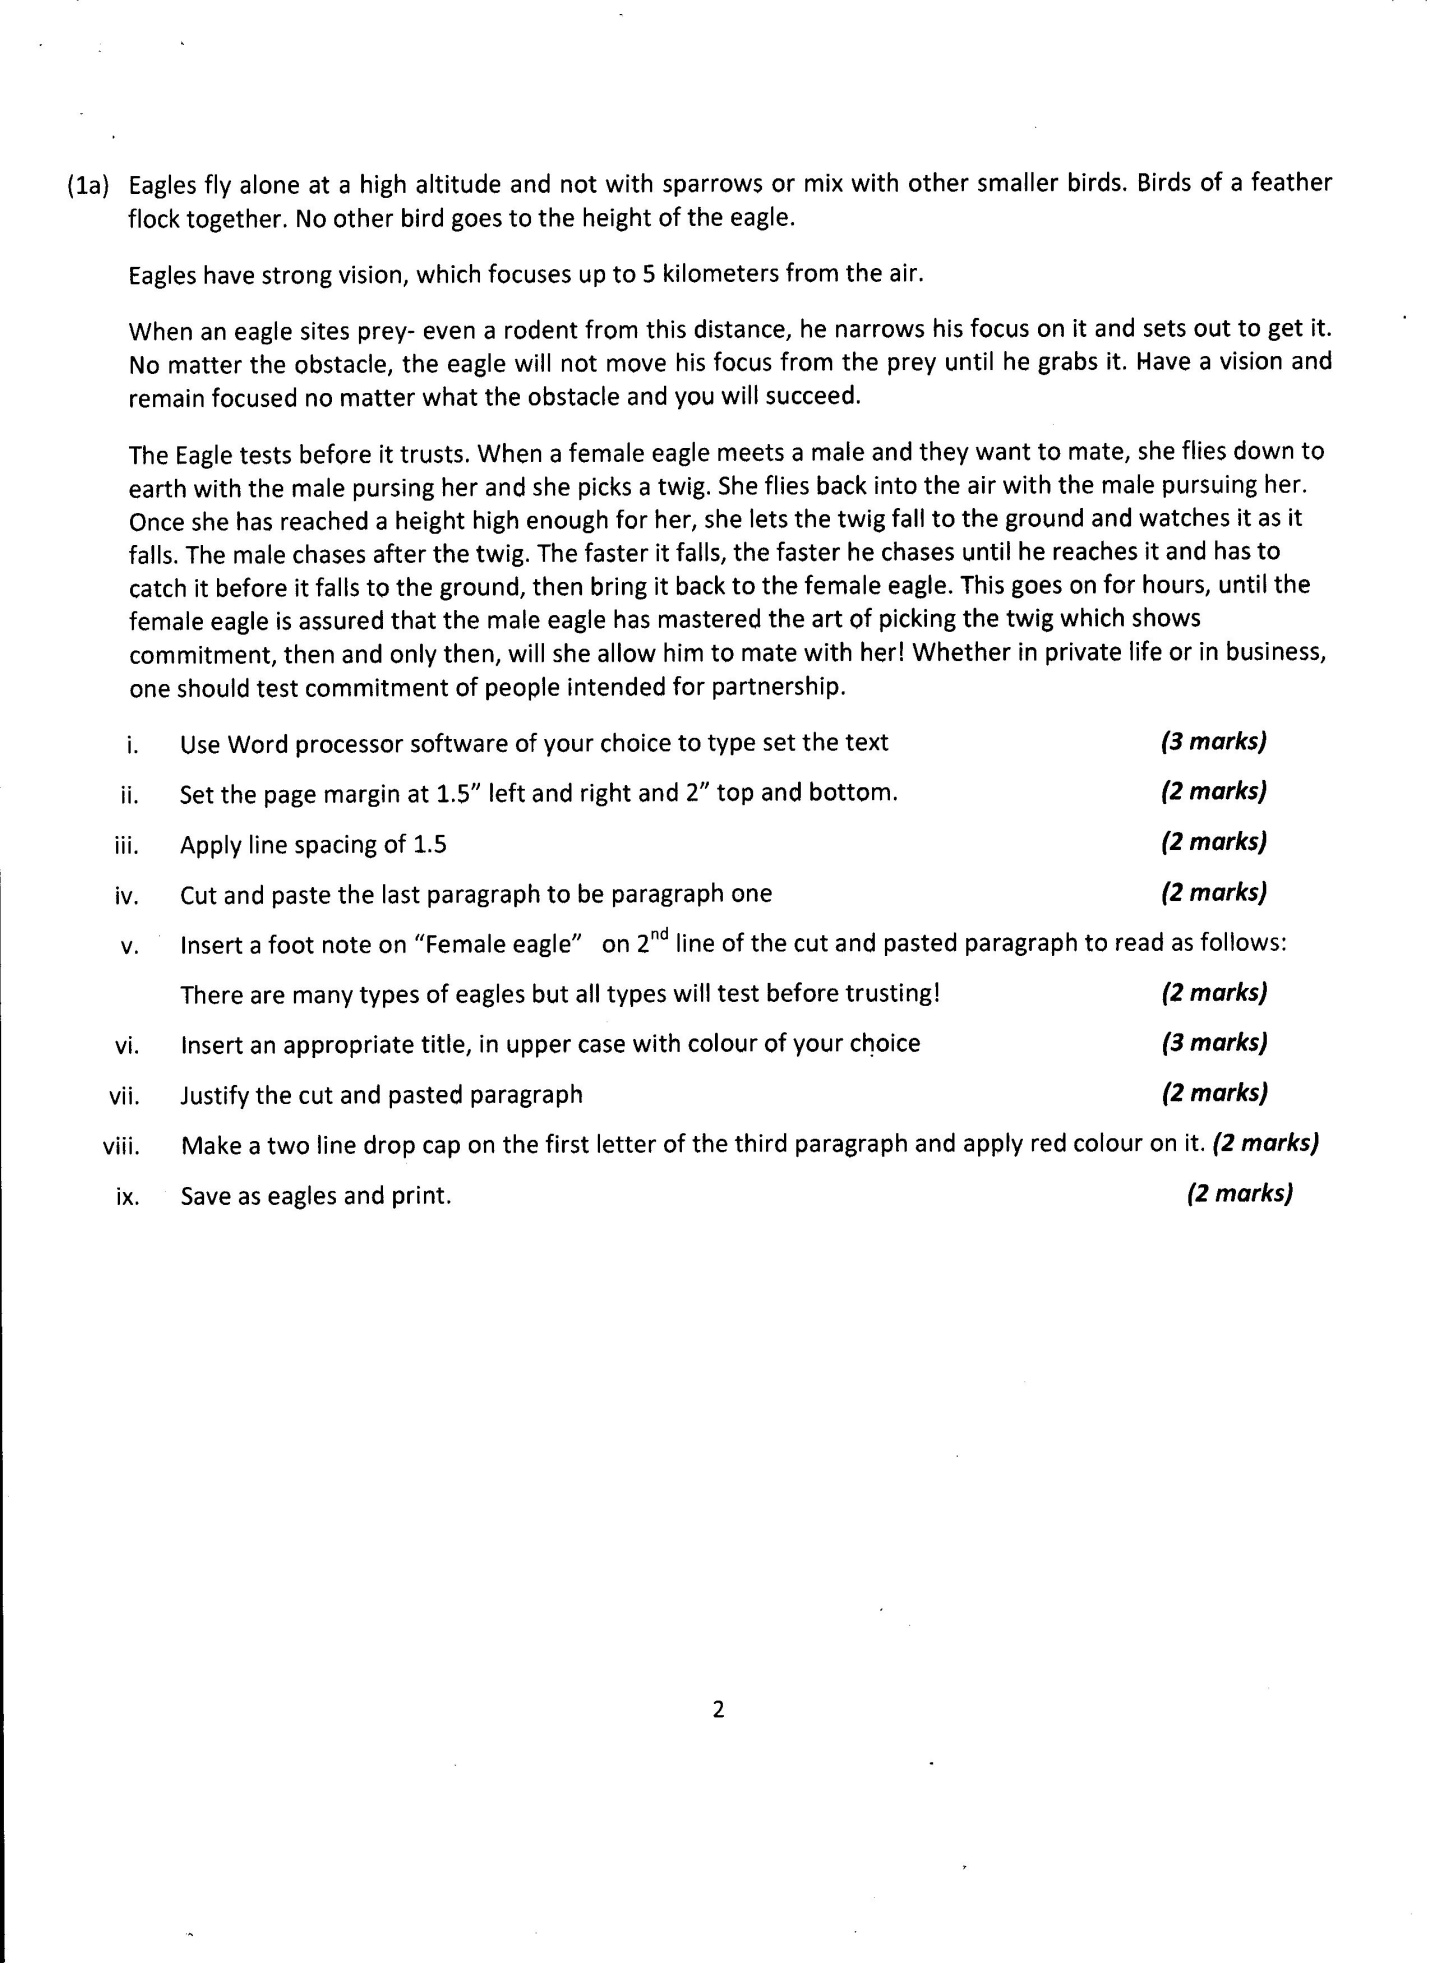 (1a) Eagles fly alone at a high altitude and not with sparrows or mix with other smaller birds. Birds of a feather
flock together. No other bird goes to the height of the eagle.
Eagles have strong vision, which focuses up to 5 kilometers from the air.
When an eagle sites prey- even a rodent from this distance, he narrows his focus on it and sets out to get it.
No matter the obstacle, the eagle will not move his focus from the prey until he grabs it. Have a vision and
remain focused no matter what the obstacle and you will succeed.
The Eagle tests before it trusts. When a female eagle meets a male and they want to mate, she flies down to
earth with the male pursing her and she picks a twig. She flies back into the air with the male pursuing her.
Once she has reached a height high enough for her, she lets the twig fall to the ground and watches it as it
falls. The male chases after the twig. The faster it falls, the faster he chases until he reaches it and has to
catch it before it falls to the ground, then bring it back to the female eagle. This goes on for hours, until the
female eagle is assured that the male eagle has mastered the art of picking the twig which shows
commitment, then and only then, will she allow him to mate with her! Whether in private life or in business,
one should test commitment of people intended for partnership.
i. Use Word processor software of your choice to type set the text (3 marks)
ii. Set the page margin at 1.5” left and right and 2” top and bottom. (2 marks)
iii. Apply line spacing of 1.5 (2 marks)
iv. Cut and paste the last paragraph to be paragraph one (2 marks)
v. Insert a foot note on “Female eagle” on 2nd line of the cut and pasted paragraph to read as follows:
There are many types of eagles but all types will test before trusting! (2 marks)
vi. Insert an appropriate title, in upper case with colour of your choice (3 marks)
vii. Justify the cut and pasted paragraph (2 marks)
viii. Make a two line drop cap on the first letter of the third paragraph and apply red colour on it. (2 marks)
ix. Save as eagles and print. (2 marks)
2